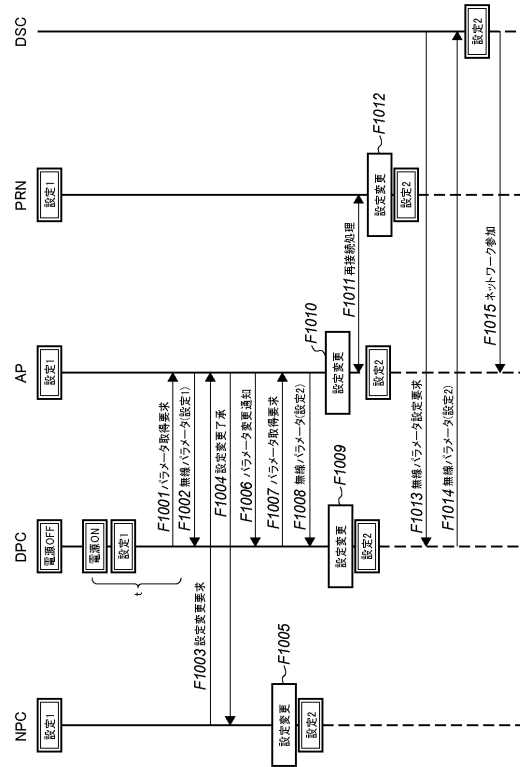 NPC
DPC
AP
PRN
DSC
設定1
電源OFF
設定1
設定1
電源ON
設定1
t
F1001 パラメータ取得要求
F1002 無線パラメータ(設定1)
F1003 設定変更要求
F1004 設定変更了承
F1005
設定変更
設定2
F1006 パラメータ変更通知
F1007 パラメータ取得要求
F1008 無線パラメータ(設定2)
F1009
設定変更
設定2
F1010
設定変更
設定2
F1011 再接続処理
F1012
設定変更
設定2
F1013 無線パラメータ設定要求
F1014 無線パラメータ(設定2)
設定2
F1015 ネットワーク参加